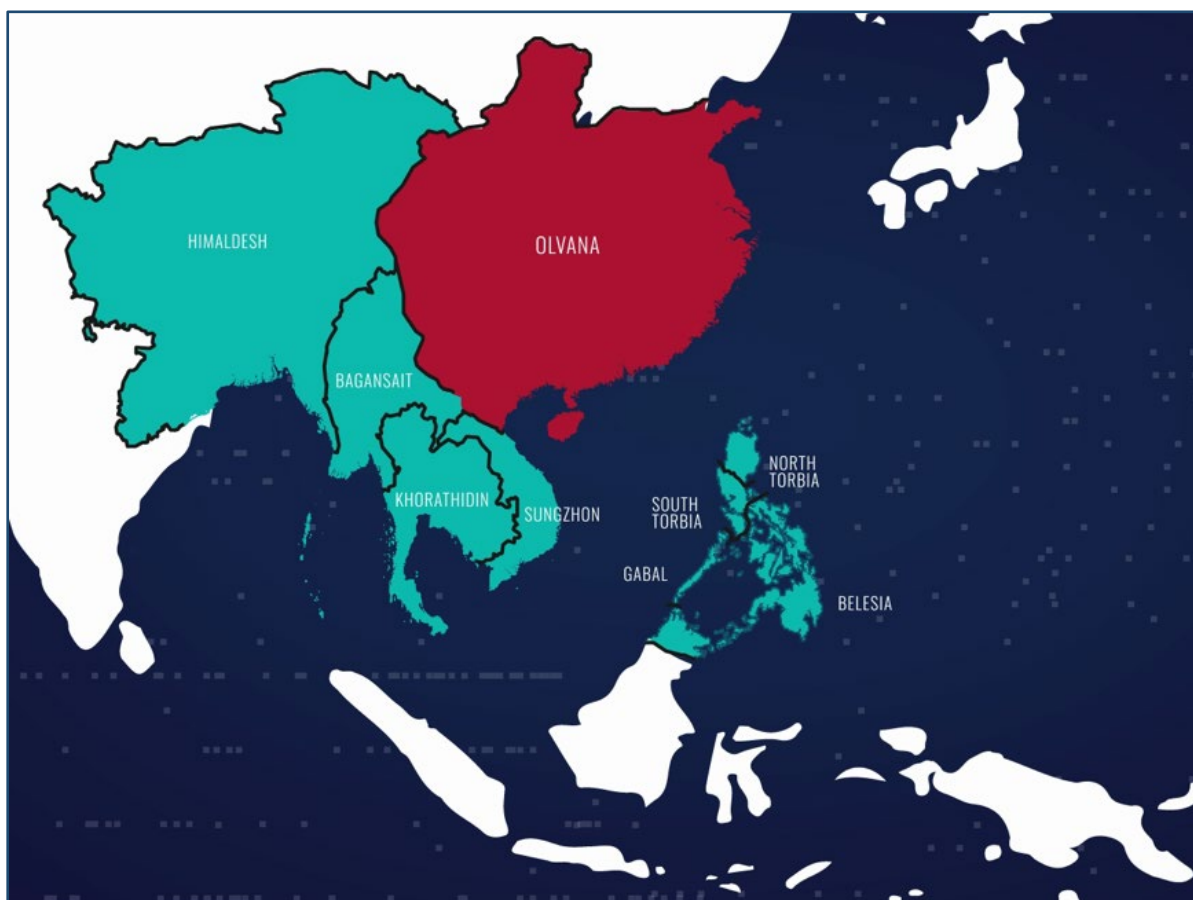 HIMALDESH
OLVANA
BAGANSAIT
NORTH
TORBIA
KHORATHIDIN
SUNGZHON
SOUTH
TORBIA
GABAL
BELESIA